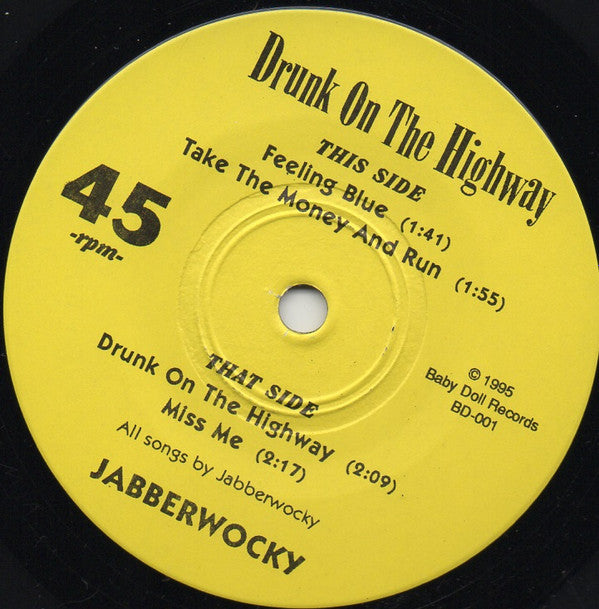 Drunk On The Highway
THIS SIDE
Feeling Blue (1:41)
Take The Money And Run (1:55)
45
-rpm-
© 1995
Baby Doll Records
BD-001
THAT SIDE
Drunk On The Highway (2:09)
Miss Me (2:17)
All songs by Jabberwocky
JABBERWOCKY